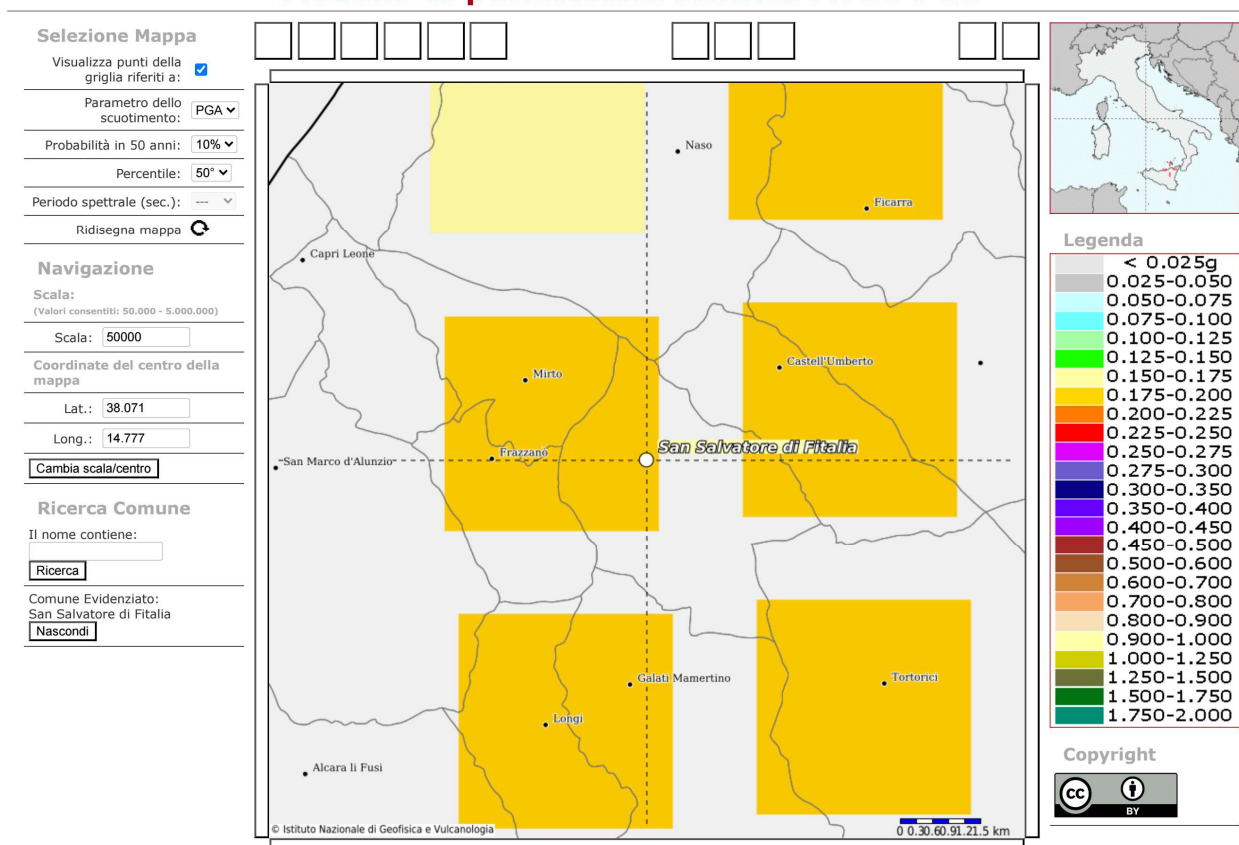 Selezione Mappa
Visualizza punti della
griglia riferiti a:
Parametro dello
scuotimento:
PGA
Probabilità in 50 anni:
10%
Percentile:
50°
Periodo spettrale (sec.):
---
Ridisegna mappa
Navigazione
Scala:
(Valori consentiti: 50.000 - 5.000.000)
Scala:
50000
Coordinate del centro della
mappa
Lat.:
38.071
Long.:
14.777
Cambia scala/centro
Ricerca Comune
Il nome contiene:
Ricerca
Comune Evidenziato:
San Salvatore di Fitalia
Nascondi
Naso
Ficarra
Capri Leone
Castell'Umberto
Mirto
San Salvatore di Fitalia
Frazzanò
San Marco d'Alunzio
Galati Mamertino
Tortorici
Longi
Alcara li Fusi
© Istituto Nazionale di Geofisica e Vulcanologia
0 0.30.60.91.21.5 km
Legenda
< 0.025g
0.025-0.050
0.050-0.075
0.075-0.100
0.100-0.125
0.125-0.150
0.150-0.175
0.175-0.200
0.200-0.225
0.225-0.250
0.250-0.275
0.275-0.300
0.300-0.350
0.350-0.400
0.400-0.450
0.450-0.500
0.500-0.600
0.600-0.700
0.700-0.800
0.800-0.900
0.900-1.000
1.000-1.250
1.250-1.500
1.500-1.750
1.750-2.000
Copyright
cc
BY